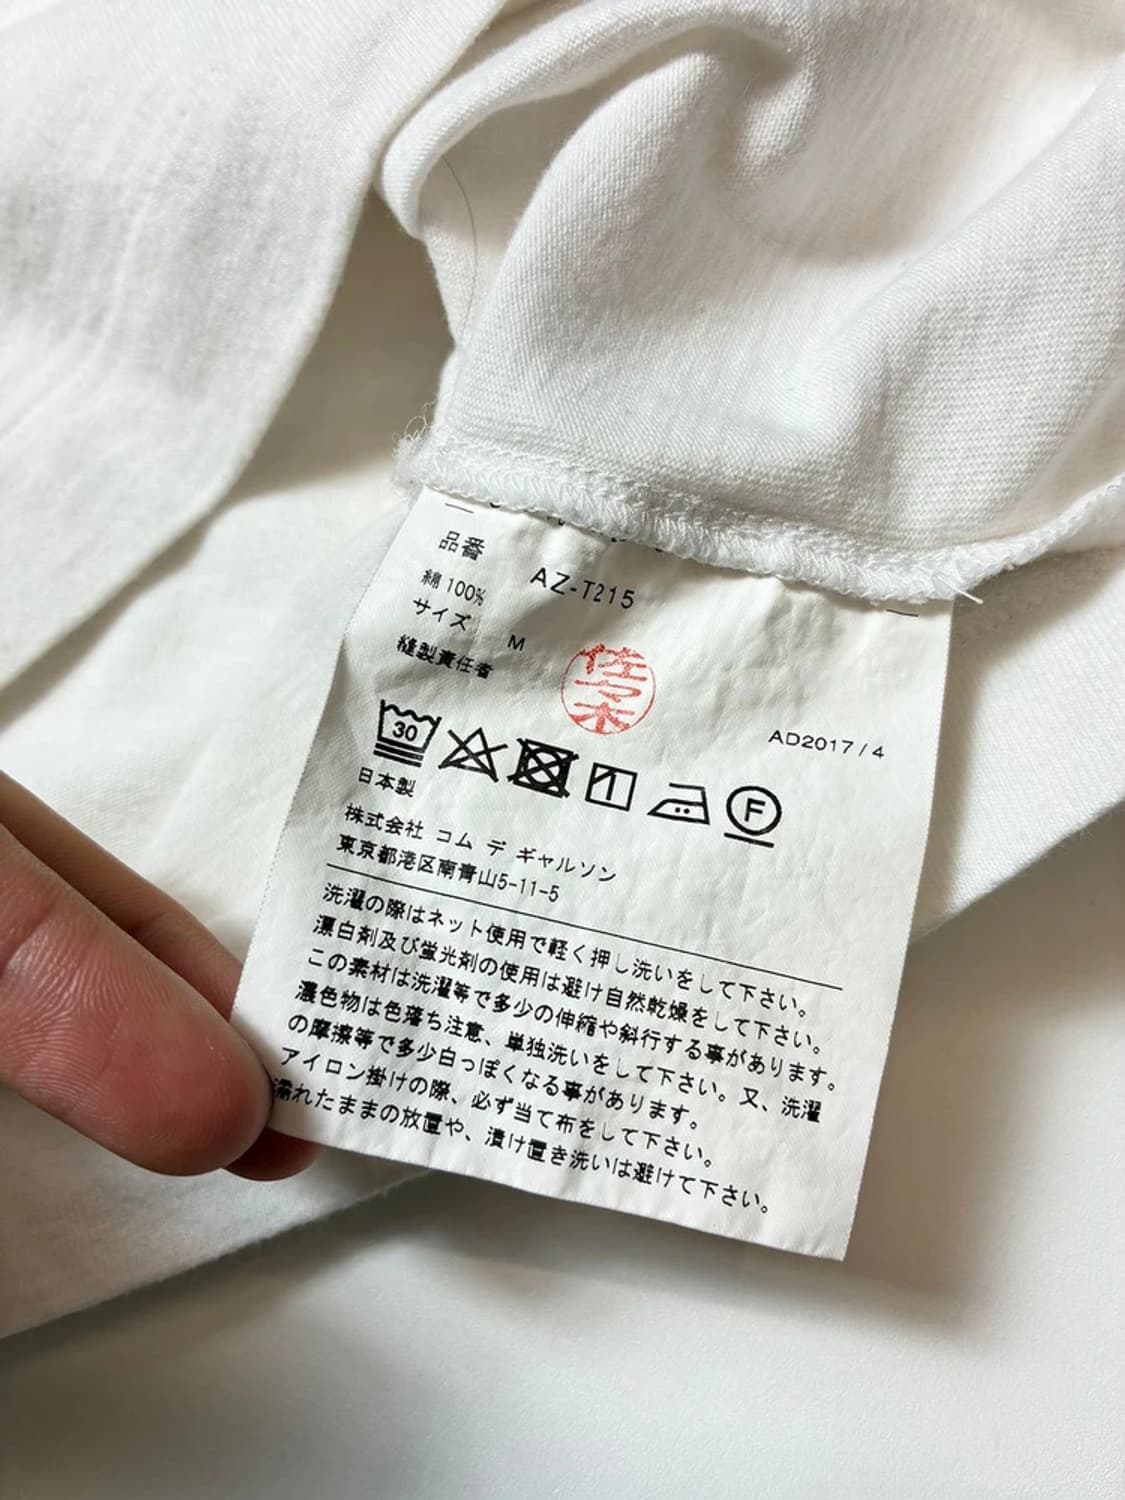 品番 AZ-T215
綿 100%
サイズ M
縫製責任者
佐々木
AD2017/4
30
F
日本製
株式会社 コム デ ギャルソン
東京都港区南青山5-11-5
洗濯の際はネット使用で軽く押し洗いをして下さい。
漂白剤及び蛍光剤の使用は避け自然乾燥をして下さい。
この素材は洗濯等で多少の伸縮や斜行する事があります。
濃色物は色落ち注意、単独洗いをして下さい。又、洗濯
の摩擦等で多少白っぽくなる事があります。
アイロン掛けの際、必ず当て布をして下さい。
濡れたままの放置や、漬け置き洗いは避けて下さい。